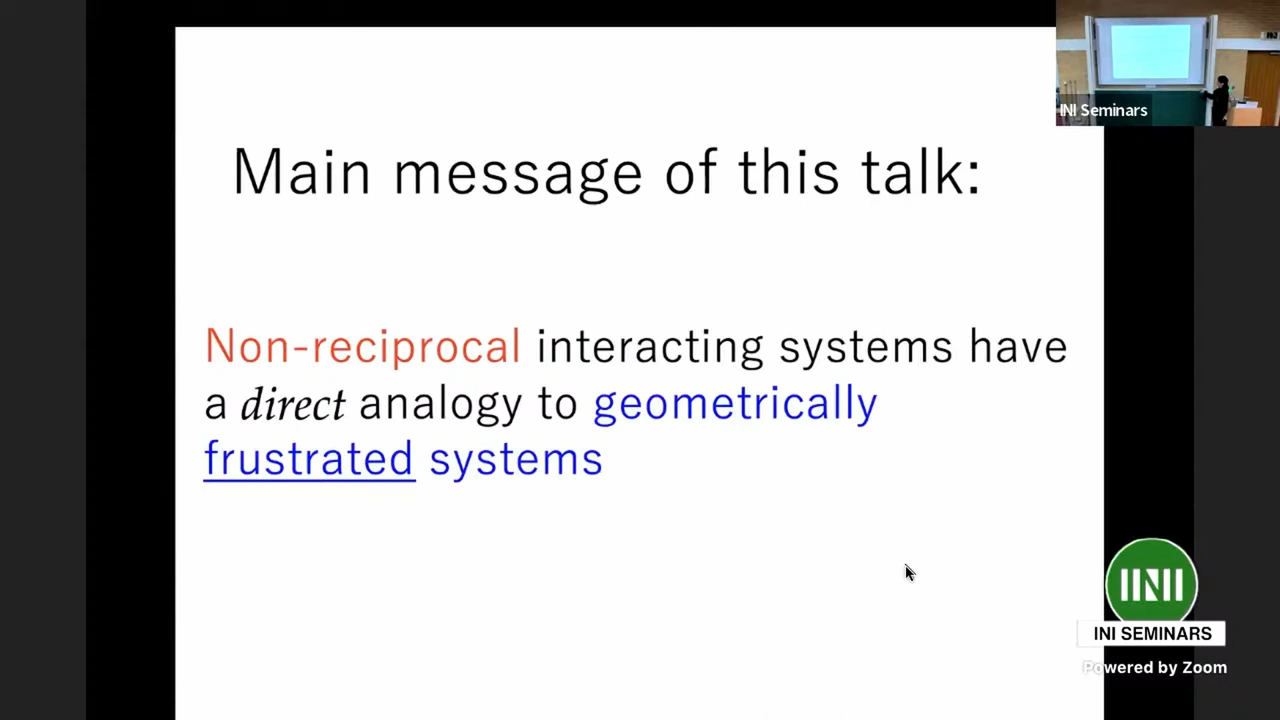 Main message of this talk:
Non-reciprocal interacting systems have
a direct analogy to geometrically
frustrated systems
INI Seminars
INI
INI SEMINARS
Powered by Zoom